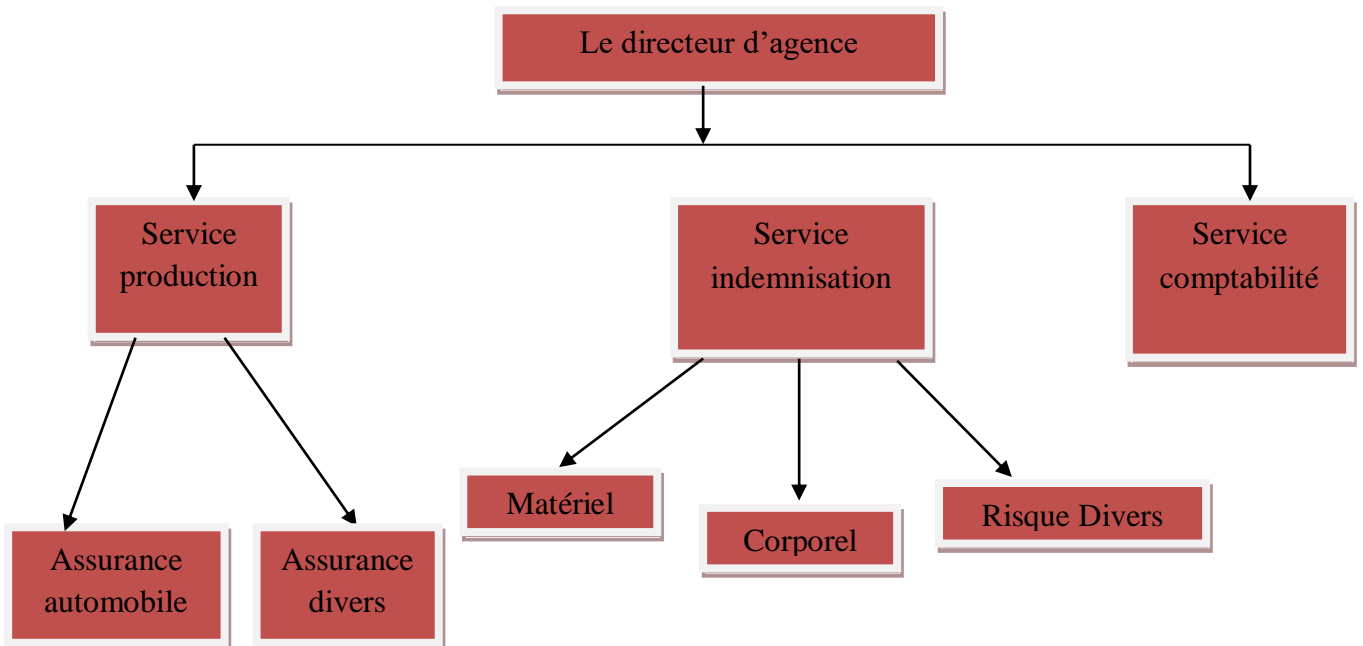 Le directeur d’agence
Service
production
Service
indemnisation
Service
comptabilité
Matériel
Corporel
Risque Divers
Assurance
automobile
Assurance
divers